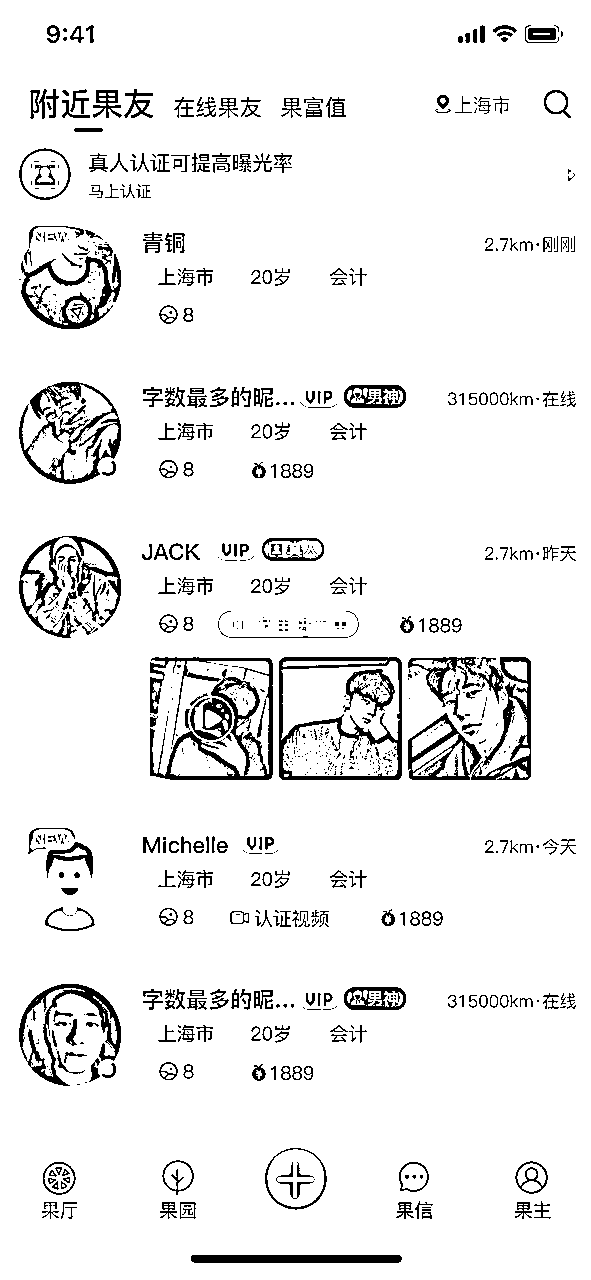 9:41
附近果友 在线果友 果富值 上海市
真人认证可提高曝光率
马上认证
NEW
青铜 2.7km·刚刚
上海市 20岁 会计
8
字数最多的昵... VIP 男神 315000km·在线
上海市 20岁 会计
8 1889
JACK VIP 真人 2.7km·昨天
上海市 20岁 会计
8 1889
NEW
Michelle VIP 2.7km·今天
上海市 20岁 会计
8 认证视频 1889
字数最多的昵... VIP 男神 315000km·在线
上海市 20岁 会计
8 1889
果厅 果园 果信 果主